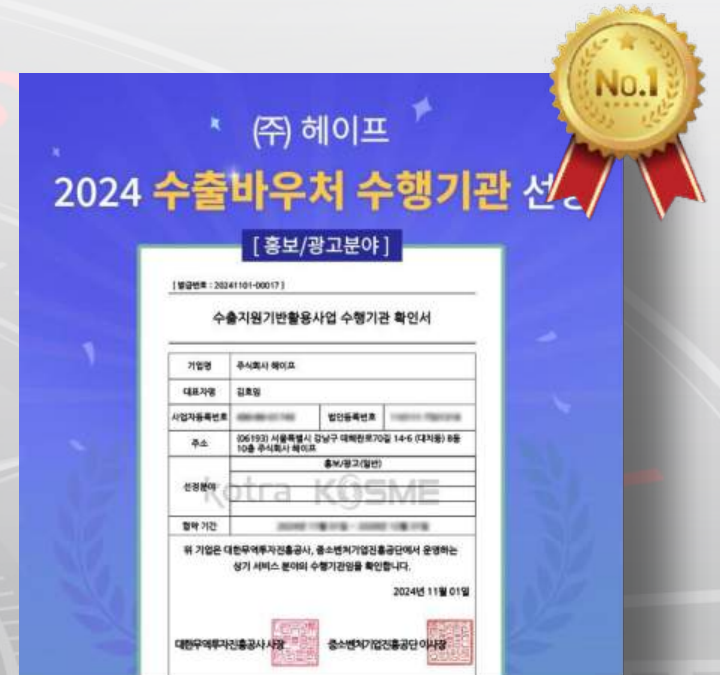 No.1
(주) 헤이프
2024 수출바우처 수행기관
[ 홍보/광고분야 ]
[ 발급번호 : 20241101-00017 ]
수출지원기반활용사업 수행기관 확인서
기업명 주식회사 헤이프
대표자명 김호임
사업자등록번호 법인등록번호
주소 (06193) 서울특별시 강남구 테헤란로70길 14-6 (대치동) 8층
10호 주식회사 헤이프
홍보/광고(일반)
선정분야
kotra KOSME
협약 기간
위 기업은 대한무역투자진흥공사, 중소벤처기업진흥공단에서 운영하는
상기 서비스 분야의 수행기관임을 확인합니다.
2024년 11월 01일
대한무역투자진흥공사 사장 중소벤처기업진흥공단 이사장